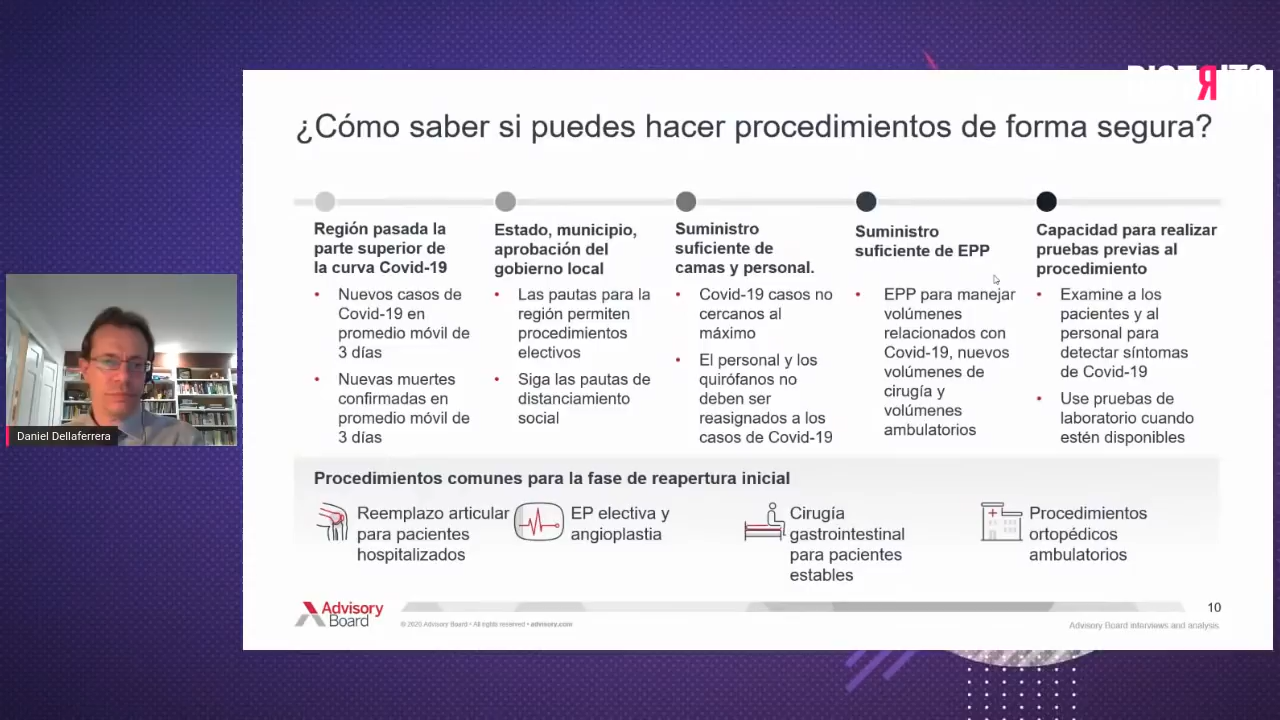 ¿Cómo saber si puedes hacer procedimientos de forma segura?
Región pasada la
parte superior de
la curva Covid-19
• Nuevos casos de
Covid-19 en
promedio móvil de
3 días
• Nuevas muertes
confirmadas en
promedio móvil de
3 días
Estado, municipio,
aprobación del
gobierno local
• Las pautas para la
región permiten
procedimientos
electivos
• Siga las pautas de
distanciamiento
social
Suministro
suficiente de
camas y personal.
• Covid-19 casos no
cercanos al
máximo
• El personal y los
quirófanos no
deben ser
reasignados a los
casos de Covid-19
Suministro
suficiente de EPP
• EPP para manejar
volúmenes
relacionados con
Covid-19, nuevos
volúmenes de
cirugía y
volúmenes
ambulatorios
Capacidad para realizar
pruebas previas al
procedimiento
• Examine a los
pacientes y al
personal para
detectar síntomas
de Covid-19
• Use pruebas de
laboratorio cuando
estén disponibles
Daniel Dellaferrera
Procedimientos comunes para la fase de reapertura inicial
Reemplazo articular
para pacientes
hospitalizados
EP electiva y
angioplastia
Cirugía
gastrointestinal
para pacientes
estables
Procedimientos
ortopédicos
ambulatorios
Advisory
Board
© 2020 Advisory Board • All rights reserved • advisory.com
10
Advisory Board interviews and analysis